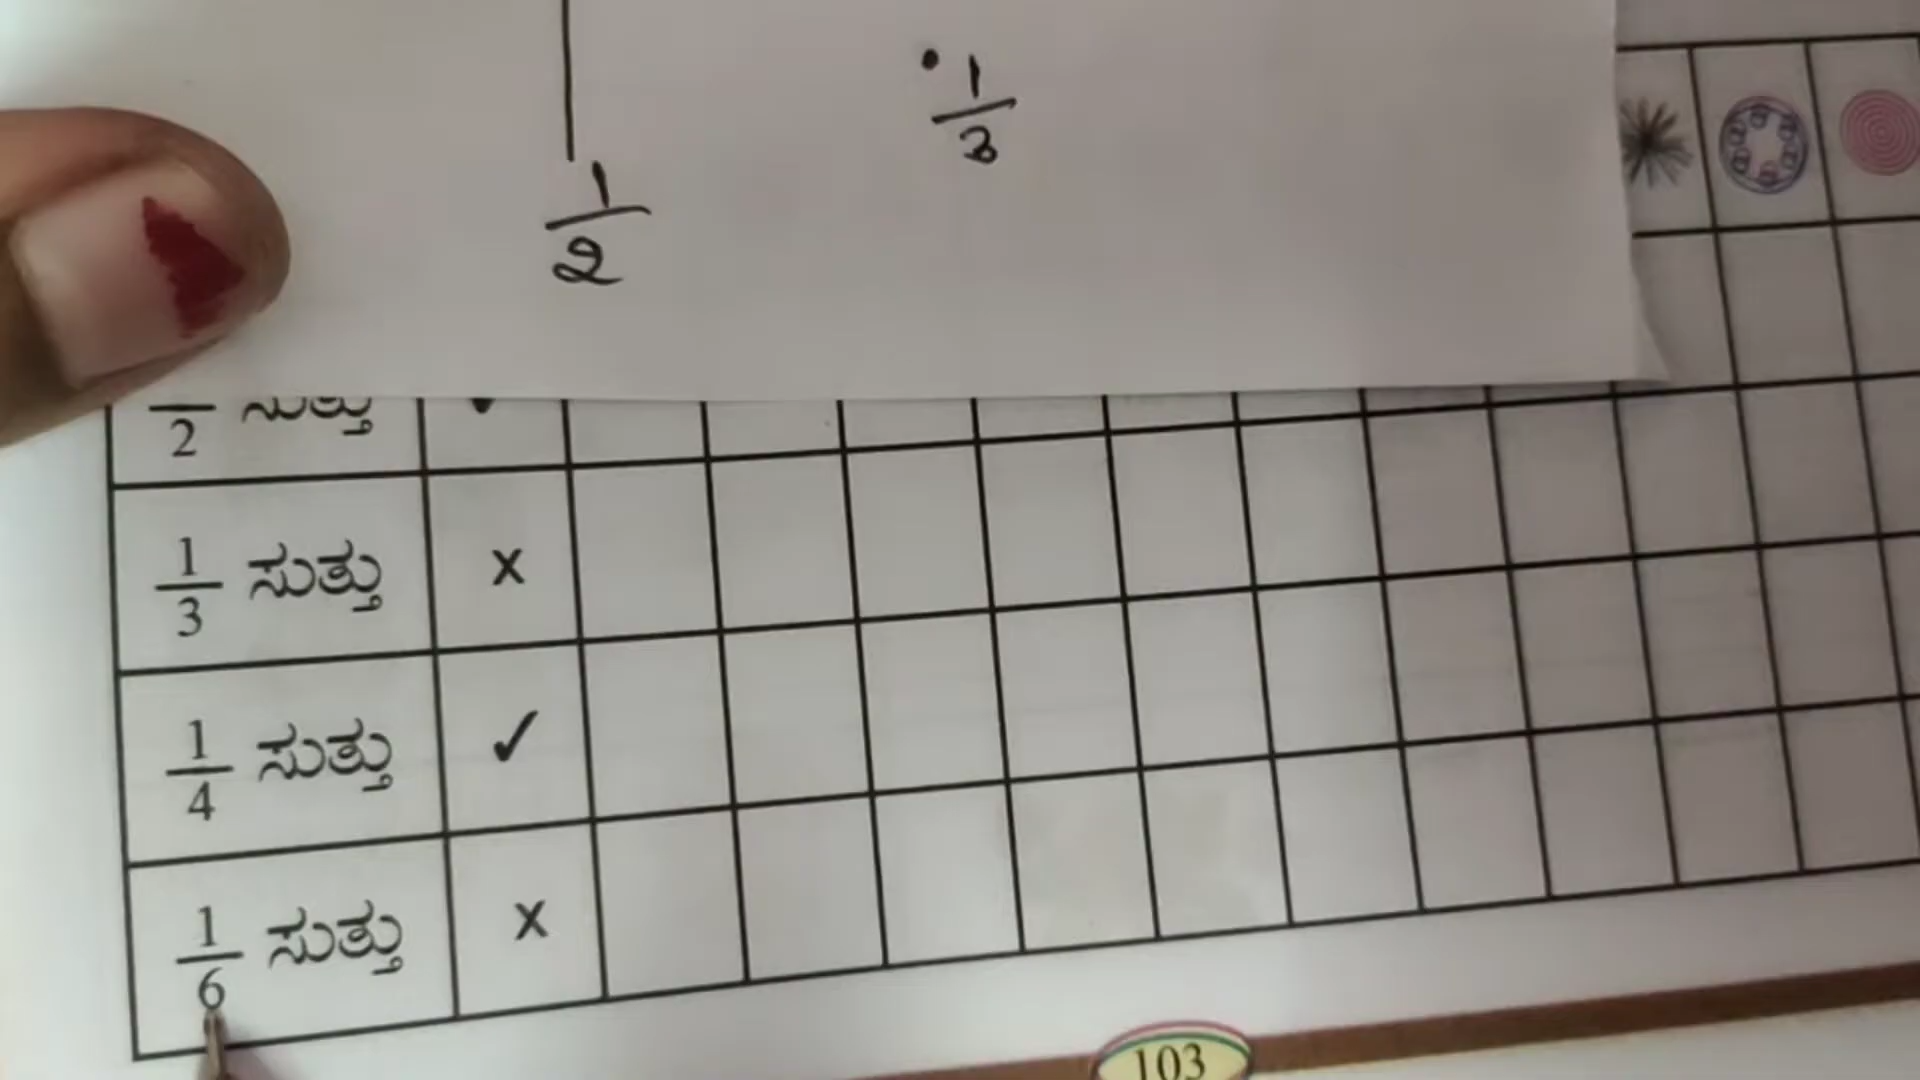 1/3
1/2
1/2 ಸುತ್ತು ✓
1/3 ಸುತ್ತು x
1/4 ಸುತ್ತು ✓
1/6 ಸುತ್ತು x
103